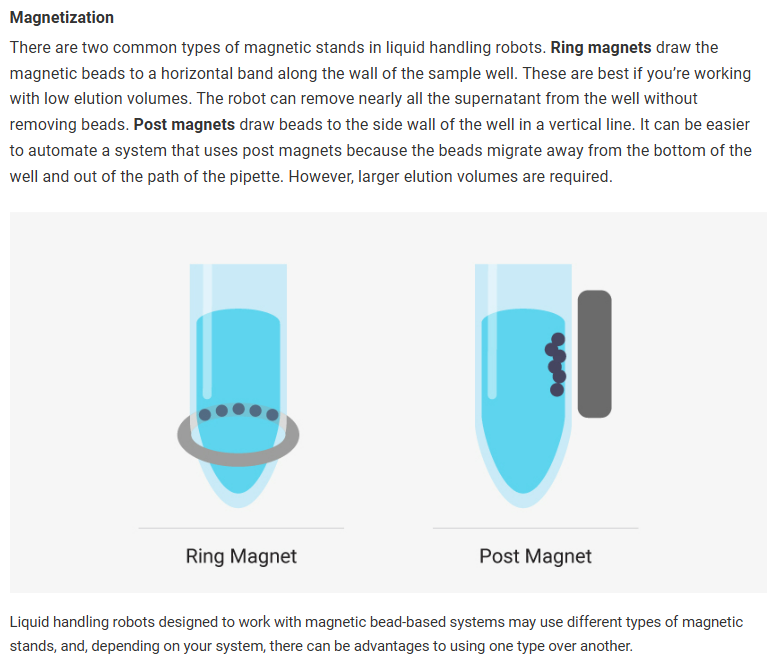 Magnetization
There are two common types of magnetic stands in liquid handling robots. Ring magnets draw the
magnetic beads to a horizontal band along the wall of the sample well. These are best if you’re working
with low elution volumes. The robot can remove nearly all the supernatant from the well without
removing beads. Post magnets draw beads to the side wall of the well in a vertical line. It can be easier
to automate a system that uses post magnets because the beads migrate away from the bottom of the
well and out of the path of the pipette. However, larger elution volumes are required.
Ring Magnet
Post Magnet
Liquid handling robots designed to work with magnetic bead-based systems may use different types of magnetic
stands, and, depending on your system, there can be advantages to using one type over another.